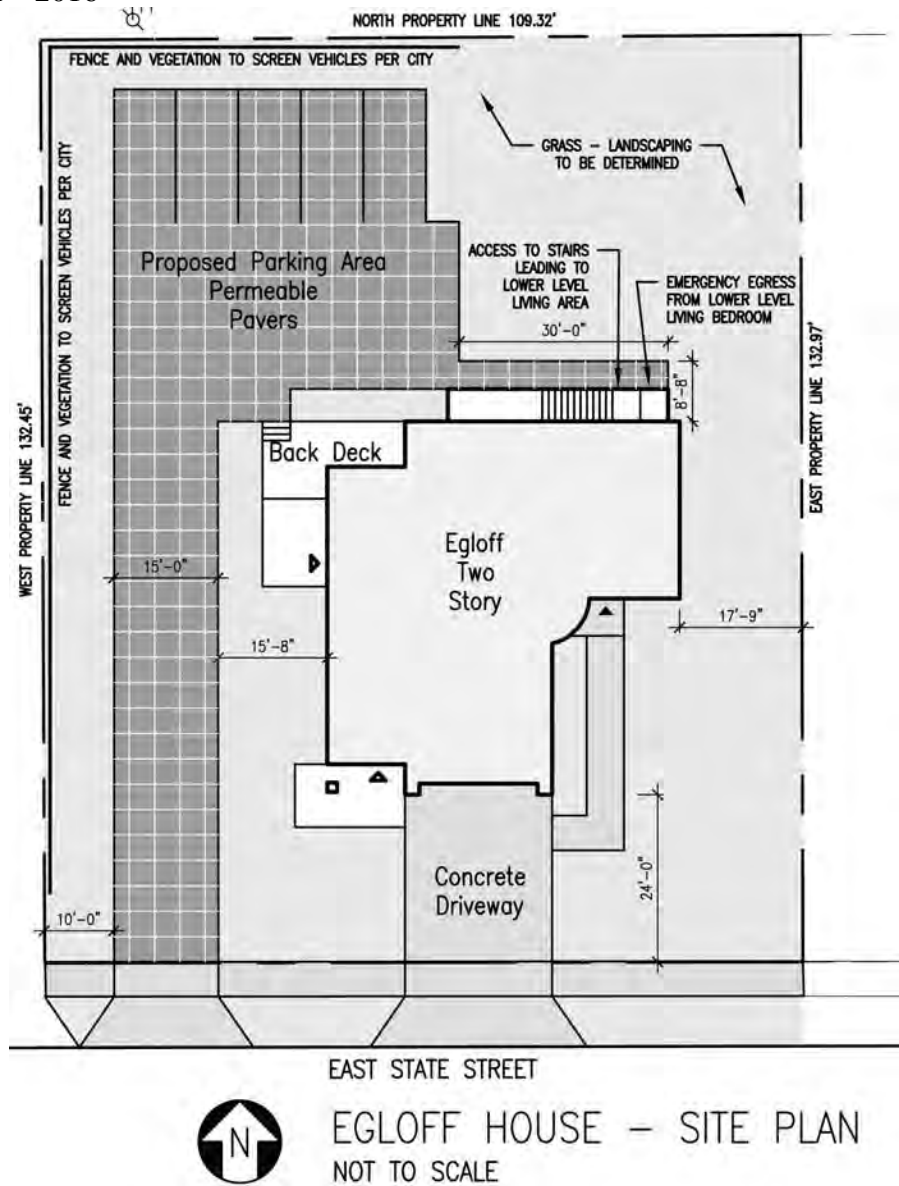 NORTH PROPERTY LINE 109.32'
FENCE AND VEGETATION TO SCREEN VEHICLES PER CITY
GRASS – LANDSCAPING
TO BE DETERMINED
FENCE AND VEGETATION TO SCREEN VEHICLES PER CITY
Proposed Parking Area
Permeable
Pavers
ACCESS TO STAIRS
LEADING TO
LOWER LEVEL
LIVING AREA
EMERGENCY EGRESS
FROM LOWER LEVEL
LIVING BEDROOM
30'-0"
8'-8"
EAST PROPERTY LINE 132.97'
WEST PROPERTY LINE 132.45'
Back Deck
Egloff
Two
Story
15'-0"
15'-8"
17'-9"
24'-0"
Concrete
Driveway
10'-0"
EAST STATE STREET
N
EGLOFF HOUSE – SITE PLAN
NOT TO SCALE